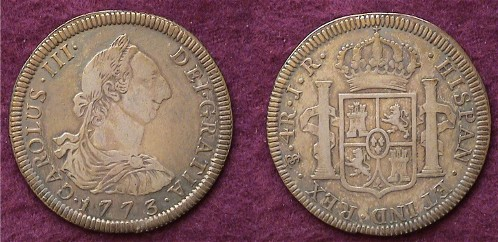 CAROLUS·III· DEI·GRATIA·
·1773·
·HISPAN·ET IND·REX· 4R·J·R·